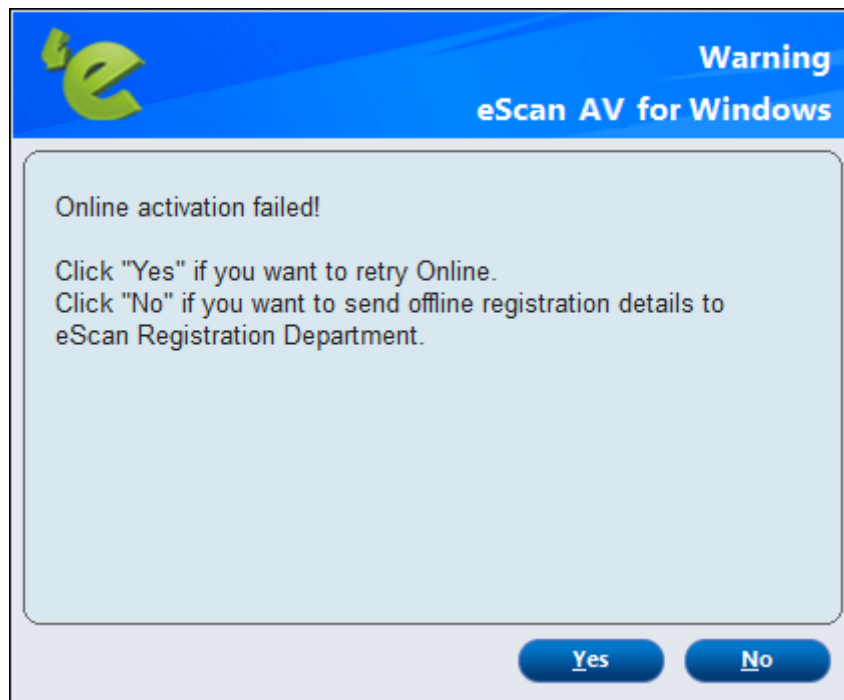 Warning
eScan AV for Windows
Online activation failed!
Click "Yes" if you want to retry Online.
Click "No" if you want to send offline registration details to
eScan Registration Department.
Yes
No